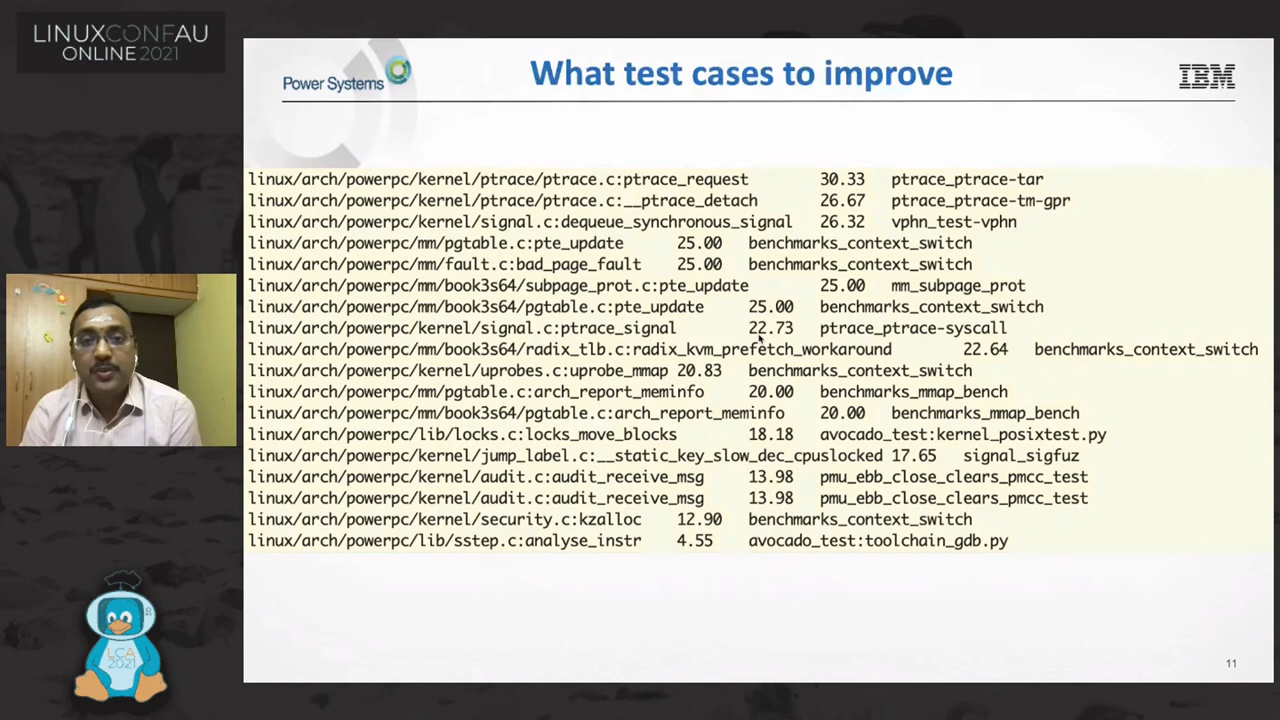 LINUXCONFAU
ONLINE 2021
Power Systems
What test cases to improve
IBM
linux/arch/powerpc/kernel/ptrace/ptrace.c:ptrace_request 30.33 ptrace_ptrace-tar
linux/arch/powerpc/kernel/ptrace/ptrace.c:__ptrace_detach 26.67 ptrace_ptrace-tm-gpr
linux/arch/powerpc/kernel/signal.c:dequeue_synchronous_signal 26.32 vphn_test-vphn
linux/arch/powerpc/mm/pgtable.c:pte_update 25.00 benchmarks_context_switch
linux/arch/powerpc/mm/fault.c:bad_page_fault 25.00 benchmarks_context_switch
linux/arch/powerpc/mm/book3s64/subpage_prot.c:pte_update 25.00 mm_subpage_prot
linux/arch/powerpc/mm/book3s64/pgtable.c:pte_update 25.00 benchmarks_context_switch
linux/arch/powerpc/kernel/signal.c:ptrace_signal 22.73 ptrace_ptrace-syscall
linux/arch/powerpc/mm/book3s64/radix_tlb.c:radix_kvm_prefetch_workaround 22.64 benchmarks_context_switch
linux/arch/powerpc/kernel/uprobes.c:uprobe_mmap 20.83 benchmarks_context_switch
linux/arch/powerpc/mm/pgtable.c:arch_report_meminfo 20.00 benchmarks_mmap_bench
linux/arch/powerpc/mm/book3s64/pgtable.c:arch_report_meminfo 20.00 benchmarks_mmap_bench
linux/arch/powerpc/lib/locks.c:locks_move_blocks 18.18 avocado_test:kernel_posixtest.py
linux/arch/powerpc/kernel/jump_label.c:__static_key_slow_dec_cpuslocked 17.65 signal_sigfuz
linux/arch/powerpc/kernel/audit.c:audit_receive_msg 13.98 pmu_ebb_close_clears_pmcc_test
linux/arch/powerpc/kernel/audit.c:audit_receive_msg 13.98 pmu_ebb_close_clears_pmcc_test
linux/arch/powerpc/kernel/security.c:kzalloc 12.90 benchmarks_context_switch
linux/arch/powerpc/lib/sstep.c:analyse_instr 4.55 avocado_test:toolchain_gdb.py
LCA
2021
11